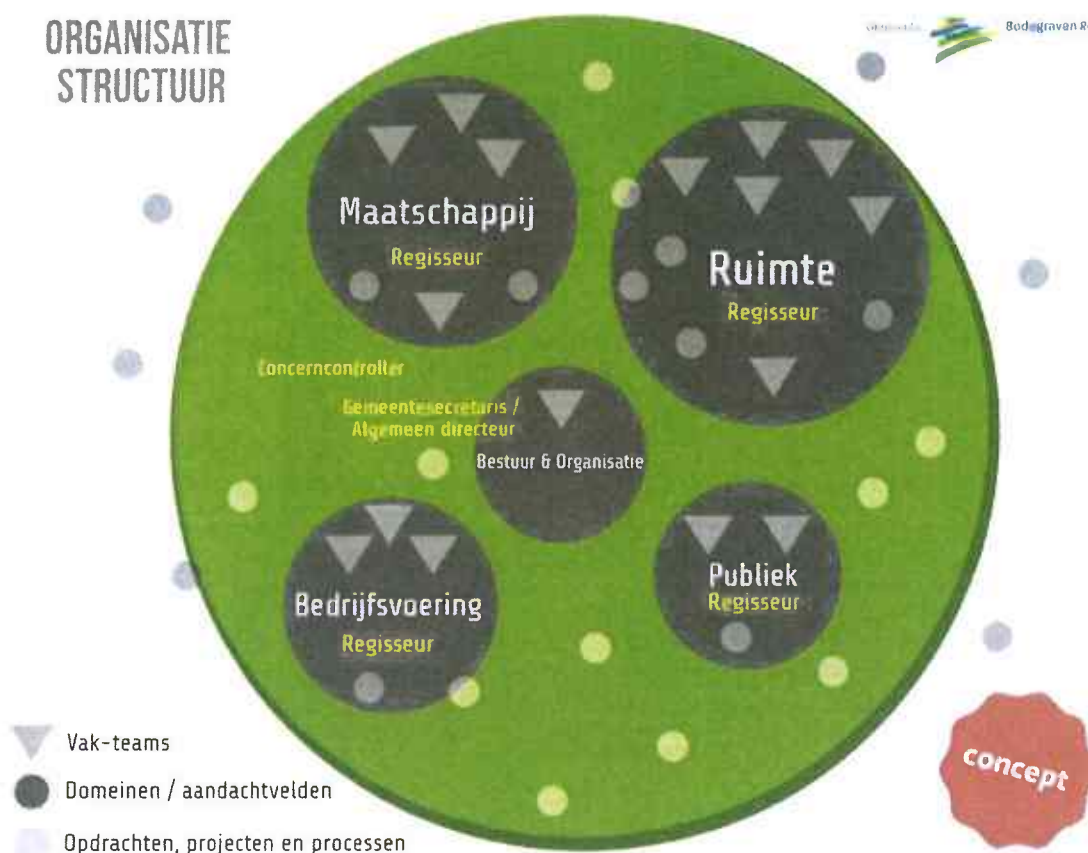 ORGANISATIE
STRUCTUUR
gemeente
Bodegraven R
Maatschappij
Regisseur
Ruimte
Regisseur
Concerncontroller
Gemeentesecretaris /
Algemeen directeur
Bestuur & Organisatie
Bedrijfsvoering
Regisseur
Publiek
Regisseur
Vak-teams
Domeinen / aandachtvelden
Opdrachten, projecten en processen
concept